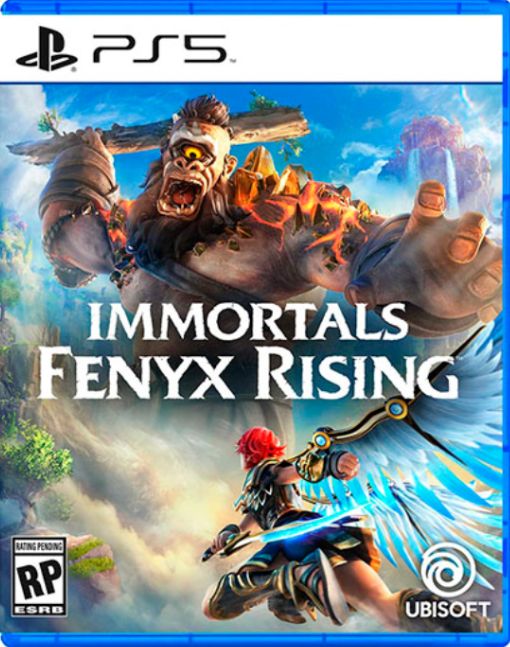 PS5
IMMORTALS
FENYX RISING
RATING PENDING
RP
ESRB
UBISOFT